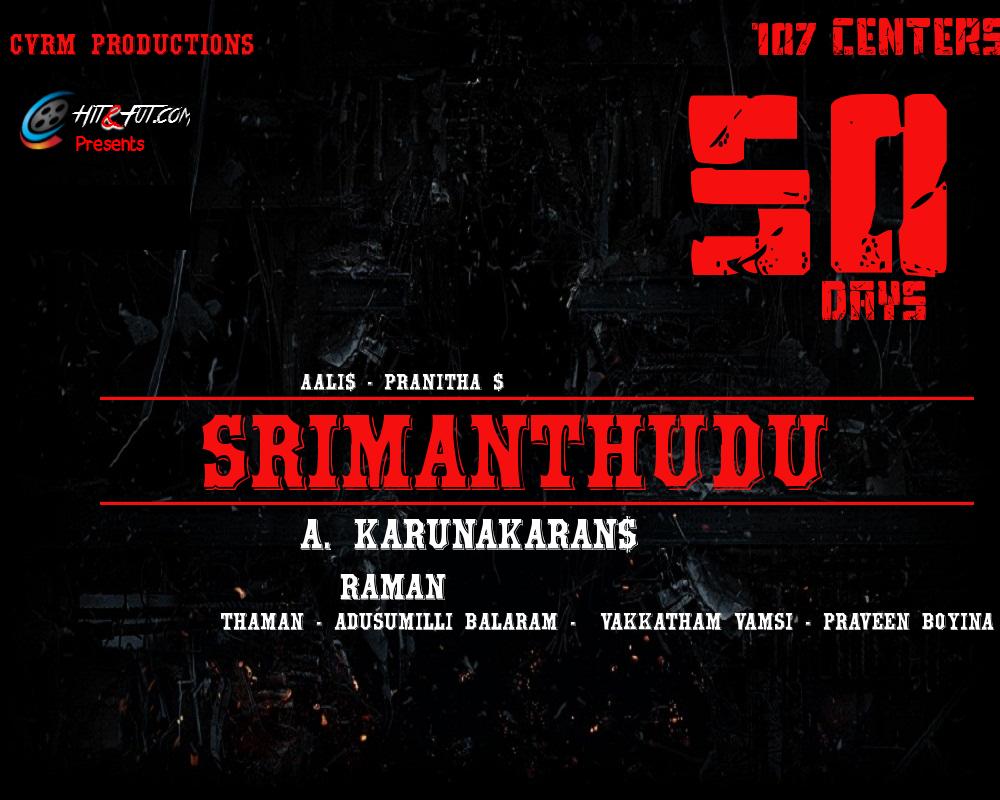 CVRM PRODUCTIONS
107 CENTERS
HIT&FUT.COM
Presents
50
DAYS
AALI$ - PRANITHA $
SRIMANTHUDU
A. KARUNAKARAN$
RAMAN
THAMAN - ADUSUMILLI BALARAM - VAKKATHAM VAMSI - PRAVEEN BOYINA